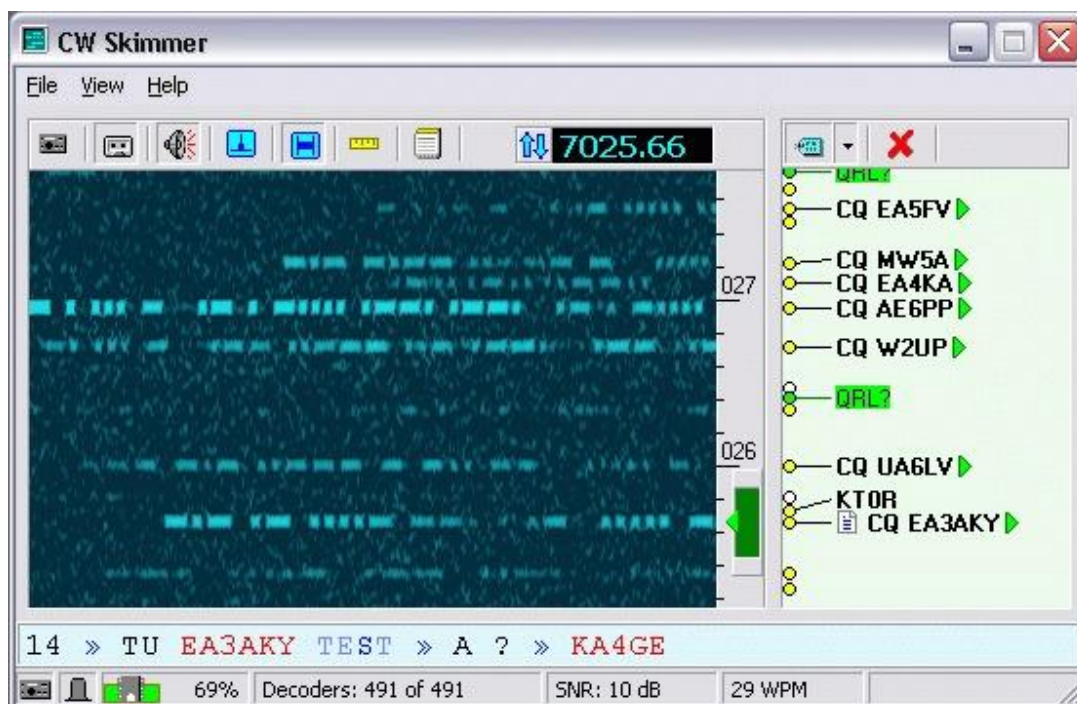 CW Skimmer
File View Help
7025.66
QRL?
CQ EA5FV
CQ MW5A
027
CQ EA4KA
CQ AE6PP
CQ W2UP
QRL?
026
CQ UA6LV
KT0R
CQ EA3AKY
14 » TU EA3AKY TEST » A ? » KA4GE
69% Decoders: 491 of 491 SNR: 10 dB 29 WPM